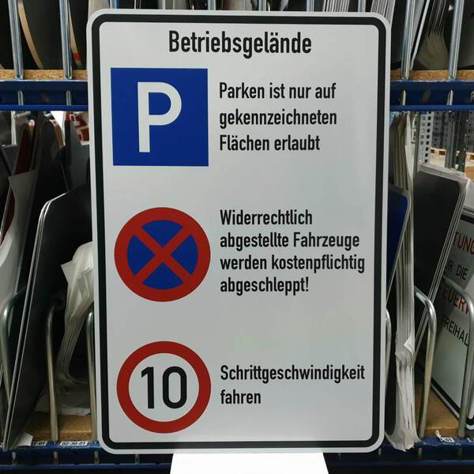 Betriebsgelände
P
Parken ist nur auf
gekennzeichneten
Flächen erlaubt
Widerrechtlich
abgestellte Fahrzeuge
werden kostenpflichtig
abgeschleppt!
10
Schrittgeschwindigkeit
fahren